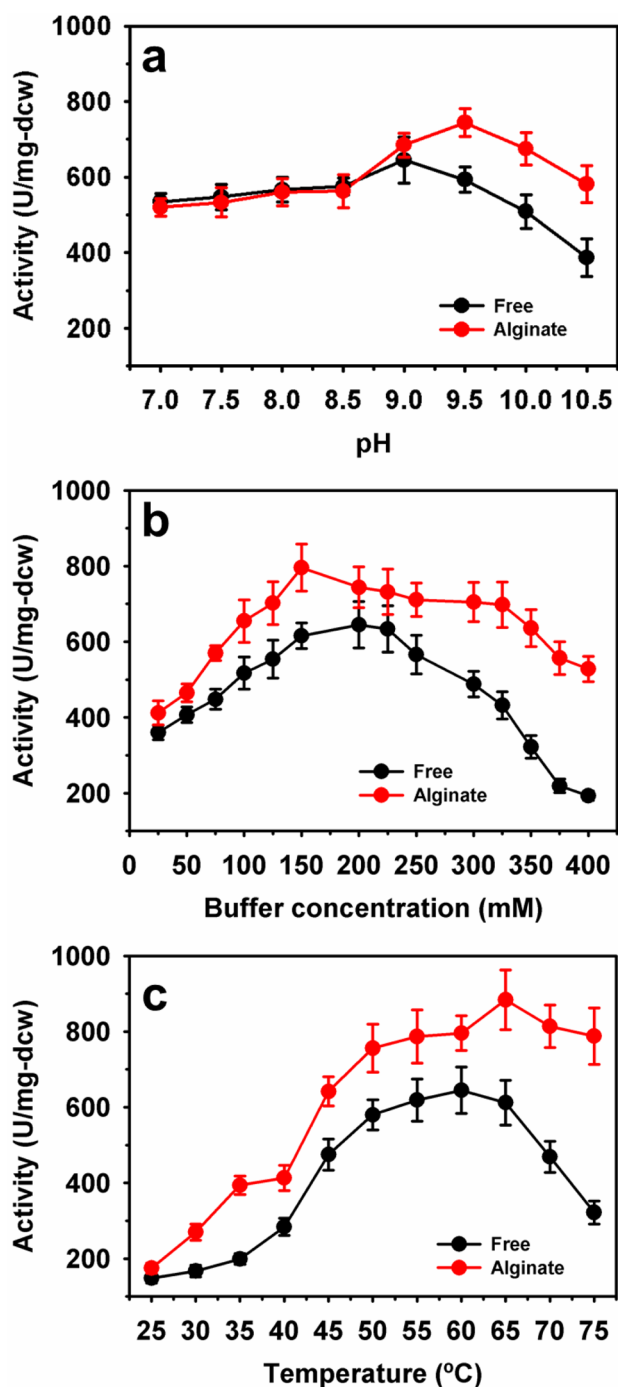 a
1000
800
600
400
200
Activity (U/mg-dcw)
Free
Alginate
7.0 7.5 8.0 8.5 9.0 9.5 10.0 10.5
pH
b
1000
800
600
400
200
Activity (U/mg-dcw)
Free
Alginate
0 50 100 150 200 250 300 350 400
Buffer concentration (mM)
c
1000
800
600
400
200
Activity (U/mg-dcw)
Free
Alginate
25 30 35 40 45 50 55 60 65 70 75
Temperature (ºC)